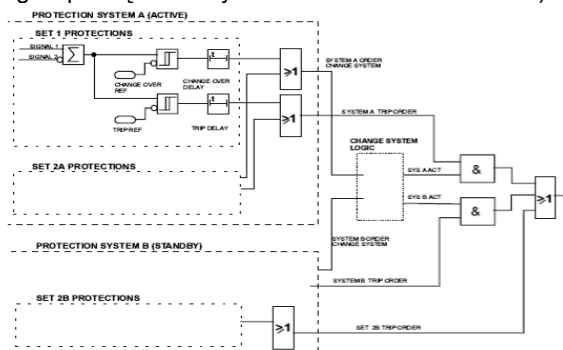 PROTECTION SYSTEM A (ACTIVE)
SET 1 PROTECTIONS
SIGNAL 1
SIGNAL 2
Σ
t
CHANGE OVER
REF
CHANGE OVER
DELAY
≥1
SYSTEM A ORDER
CHANGE SYSTEM
t
TRIP REF
TRIP DELAY
≥1
SYSTEM A TRIP ORDER
SET 2A PROTECTIONS
CHANGE SYSTEM
LOGIC
SYS A ACT
&
SYS B ACT
&
≥1
PROTECTION SYSTEM B (STANDBY)
SYSTEM B ORDER
CHANGE SYSTEM
SYSTEM B TRIP ORDER
SET 2B PROTECTIONS
≥1
SET 2B TRIP ORDER